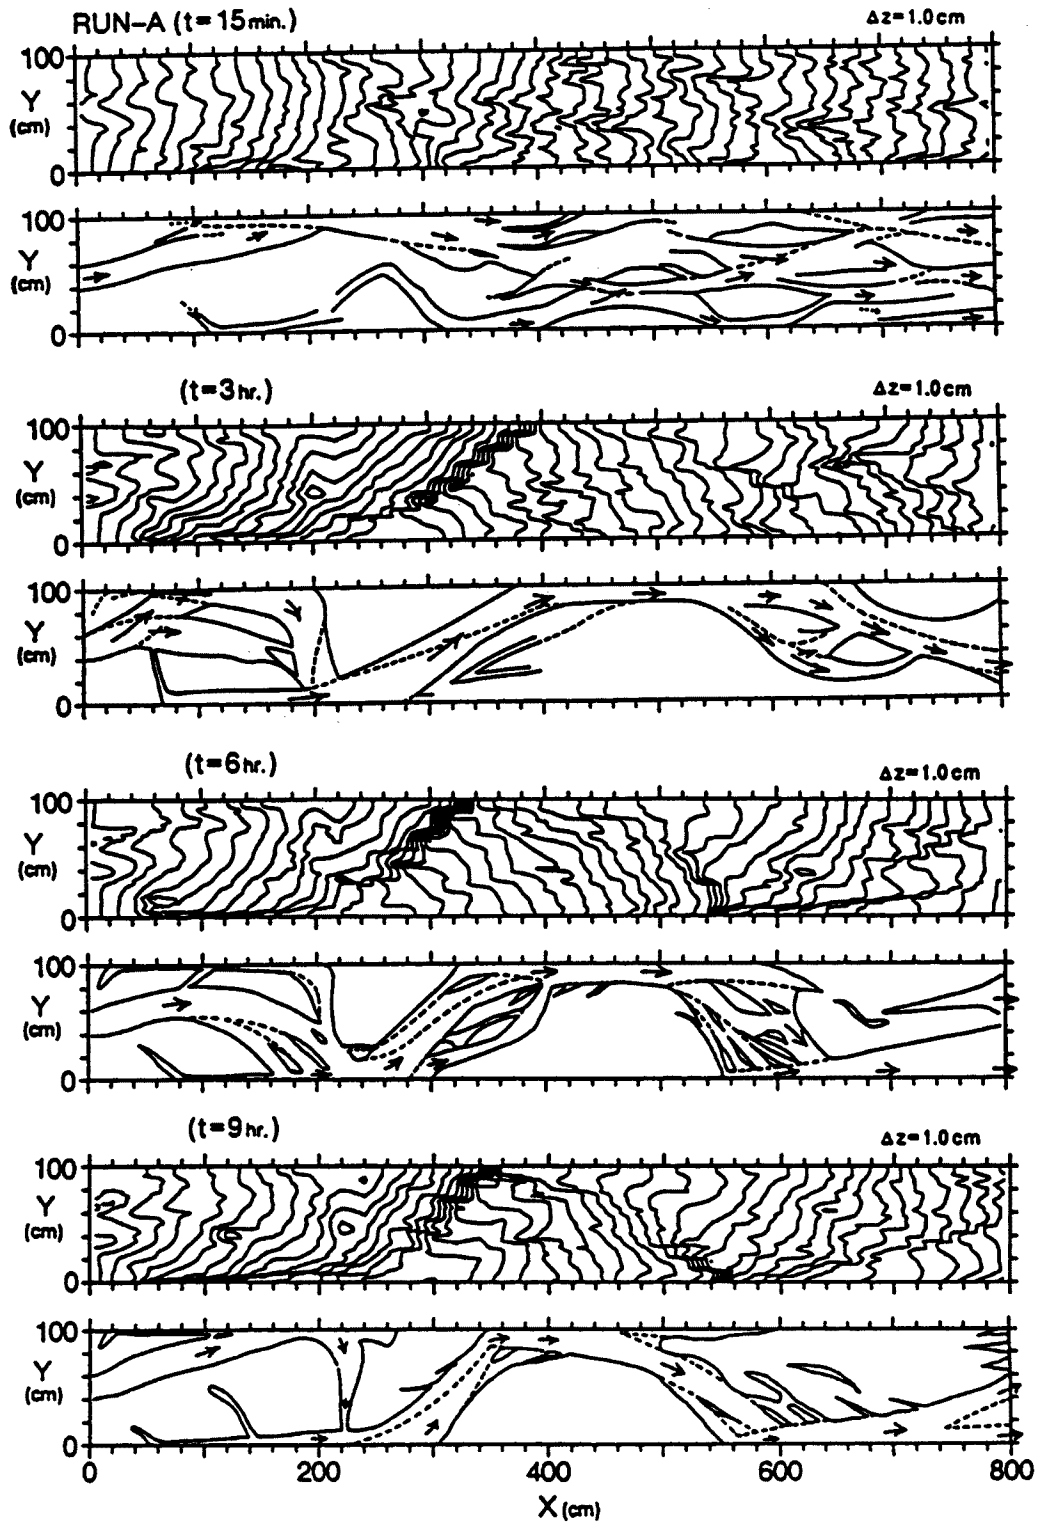 RUN-A (t=15min.)
Δz=1.0cm
100
Y
(cm)
0
100
Y
(cm)
0
(t=3hr.)
Δz=1.0cm
100
Y
(cm)
0
100
Y
(cm)
0
(t=6hr.)
Δz=1.0cm
100
Y
(cm)
0
100
Y
(cm)
0
(t=9hr.)
Δz=1.0cm
100
Y
(cm)
0
100
Y
(cm)
0
0 200 400 600 800
X (cm)